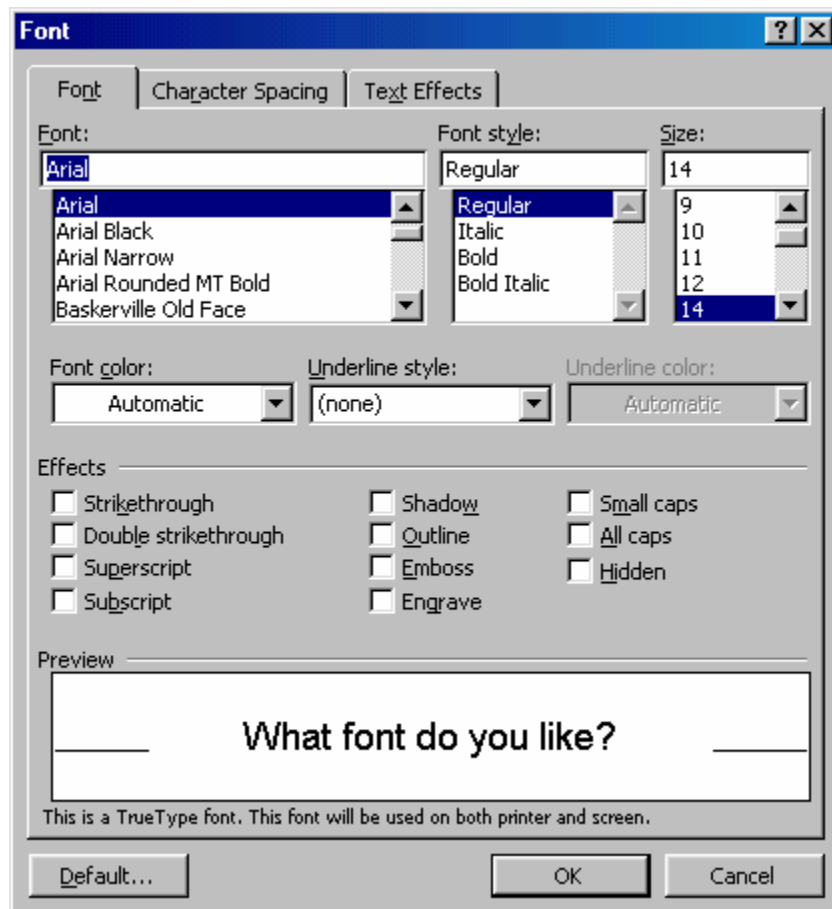 Font
Font Character Spacing Text Effects
Font: Font style: Size:
Arial Regular 14
Arial Regular 9
Arial Black Italic 10
Arial Narrow Bold 11
Arial Rounded MT Bold Bold Italic 12
Baskerville Old Face 14
Font color: Underline style: Underline color:
Automatic (none) Automatic
Effects
Strikethrough Shadow Small caps
Double strikethrough Outline All caps
Superscript Emboss Hidden
Subscript Engrave
Preview
What font do you like?
This is a TrueType font. This font will be used on both printer and screen.
Default... OK Cancel